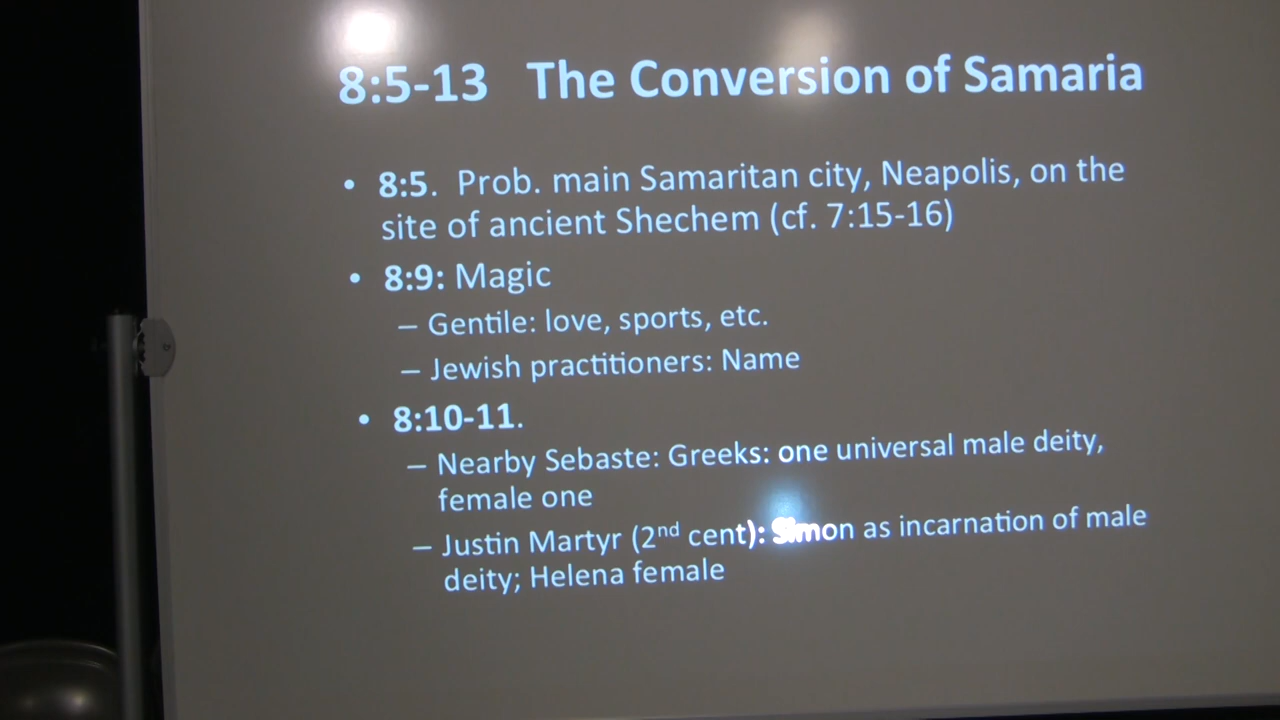 8:5-13 The Conversion of Samaria
• 8:5. Prob. main Samaritan city, Neapolis, on the
site of ancient Shechem (cf. 7:15-16)
• 8:9: Magic
– Gentile: love, sports, etc.
– Jewish practitioners: Name
• 8:10-11.
– Nearby Sebaste: Greeks: one universal male deity,
female one
– Justin Martyr (2nd cent): Simon as incarnation of male
deity; Helena female